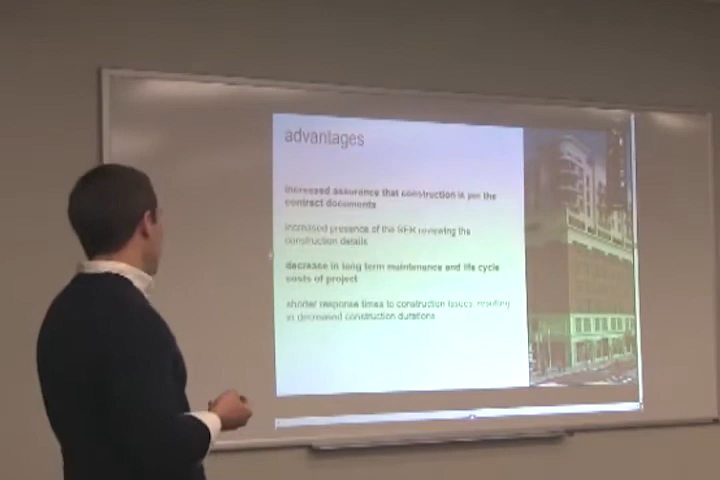 advantages
increased assurance that construction is per the
contract documents
increased presence of the reviewing the
construction details
decrease in long term maintenance and life cycle
costs of project
shorter response times to construction issues, resulting
in decreased construction durations